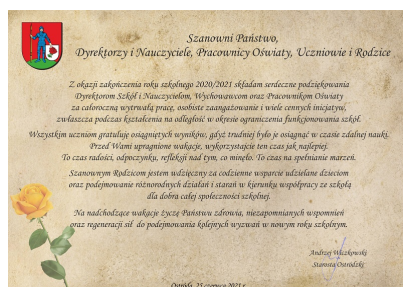 Szanowni Państwo,
Dyrektorzy i Nauczyciele, Pracownicy Oświaty, Uczniowie i Rodzice
Z okazji zakończenia roku szkolnego 2020/2021 składam serdeczne podziękowania
Dyrektorom Szkół i Nauczycielom, Wychowawcom oraz Pracownikom Oświaty
za całoroczną wytrwałą pracę, osobiste zaangażowanie i wiele cennych inicjatyw,
zwłaszcza podczas kształcenia na odległość w okresie ograniczenia funkcjonowania szkół.
Wszystkim uczniom gratuluję osiągniętych wyników, gdyż trudniej było je osiągnąć w czasie zdalnej nauki.
Przed Wami upragnione wakacje, wykorzystajcie ten czas jak najlepiej.
To czas radości, odpoczynku, refleksji nad tym, co minęło. To czas na spełnianie marzeń.
Szanownym Rodzicom jestem wdzięczny za codzienne wsparcie udzielane dzieciom
oraz podejmowanie różnorodnych działań i starań w kierunku współpracy ze szkołą
dla dobra całej społeczności szkolnej.
Na nadchodzące wakacje życzę Państwu zdrowia, niezapomnianych wspomnień
oraz regeneracji sił do podejmowania kolejnych wyzwań w nowym roku szkolnym.
Andrzej Wiczkowski
Starosta Ostródzki
Ostróda, 25 czerwca 2021 r.